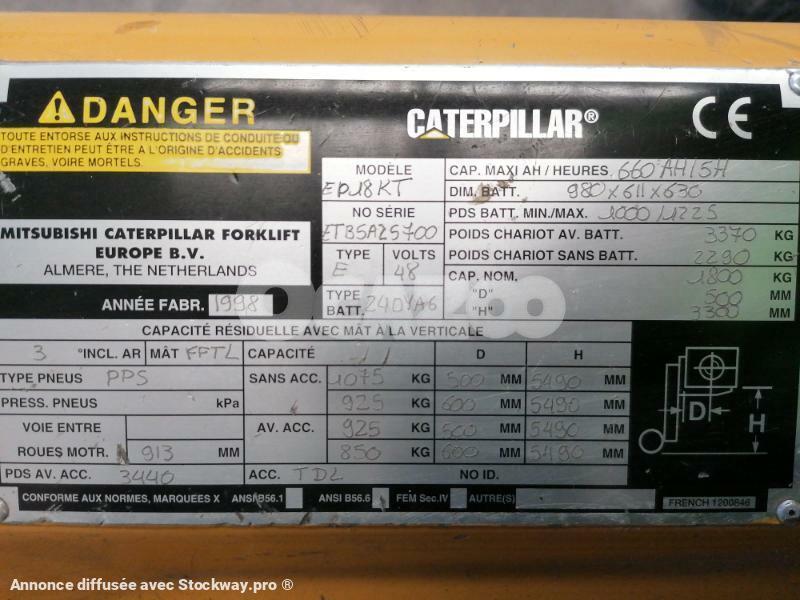 DANGER
TOUTE ENTORSE AUX INSTRUCTIONS DE CONDUITE OU
D'ENTRETIEN PEUT ETRE A L'ORIGINE D'ACCIDENTS
GRAVES, VOIRE MORTELS.
CATERPILLAR®
CE
MITSUBISHI CATERPILLAR FORKLIFT
EUROPE B.V.
ALMERE, THE NETHERLANDS
ANNÉE FABR. 1998
MODÈLE
EP18KT
NO SÉRIE
ETB5A25700
TYPE VOLTS
E 48
TYPE
BATT. 24DYA6
CAP. MAXI AH / HEURES. 660 AH/5H
DIM. BATT. 980 x 611 x 630
PDS BATT. MIN./MAX. 1000/1225
POIDS CHARIOT AV. BATT. 3370 KG
POIDS CHARIOT SANS BATT. 2290 KG
CAP. NOM. 1800 KG
"D" 500 MM
"H" 3300 MM
CAPACITÉ RÉSIDUELLE AVEC MÂT À LA VERTICALE
3 °INCL. AR MÂT FFTL CAPACITÉ D H
TYPE PNEUS PPS SANS ACC. 1075 KG 500 MM 5490 MM
PRESS. PNEUS kPa 925 KG 600 MM 5490 MM
VOIE ENTRE AV. ACC. 925 KG 500 MM 5490 MM
ROUES MOTR. 913 MM 850 KG 600 MM 5490 MM
PDS AV. ACC. 3440 ACC. TDL NO ID.
D H
CONFORME AUX NORMES, MARQUEES X ANSI B56.1 ANSI B56.6 FEM Sec.IV AUTRE(S)
FRENCH 1200846
Annonce diffusée avec Stockway.pro ®